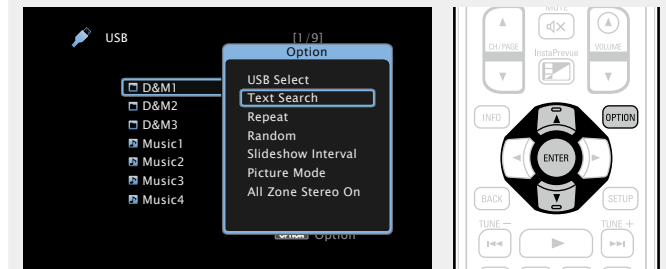 USB
[1/9]
Option
D&M1
D&M2
D&M3
Music1
Music2
Music3
Music4
USB Select
Text Search
Repeat
Random
Slideshow Interval
Picture Mode
All Zone Stereo On
Option
MUTE
CH/PAGE
InstaPrevue
VOLUME
INFO
OPTION
ENTER
BACK
SETUP
TUNE −
TUNE +